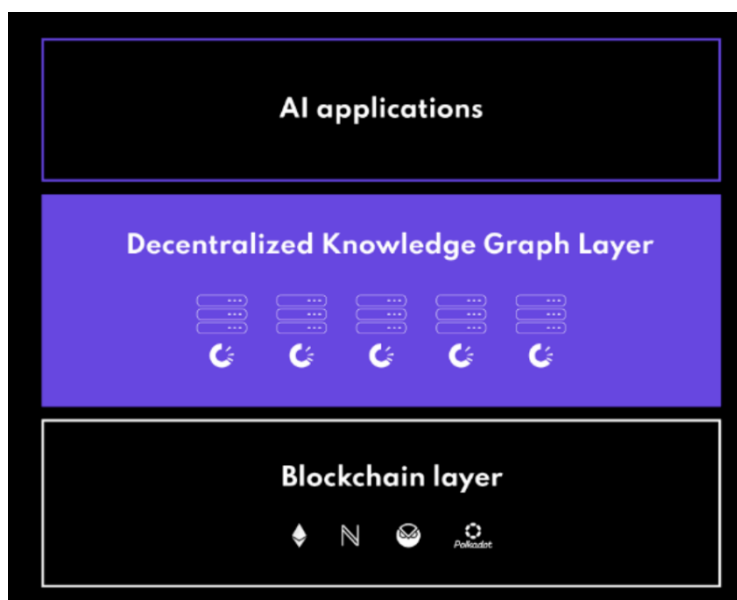 AI applications
Decentralized Knowledge Graph Layer
Blockchain layer
Polkadot